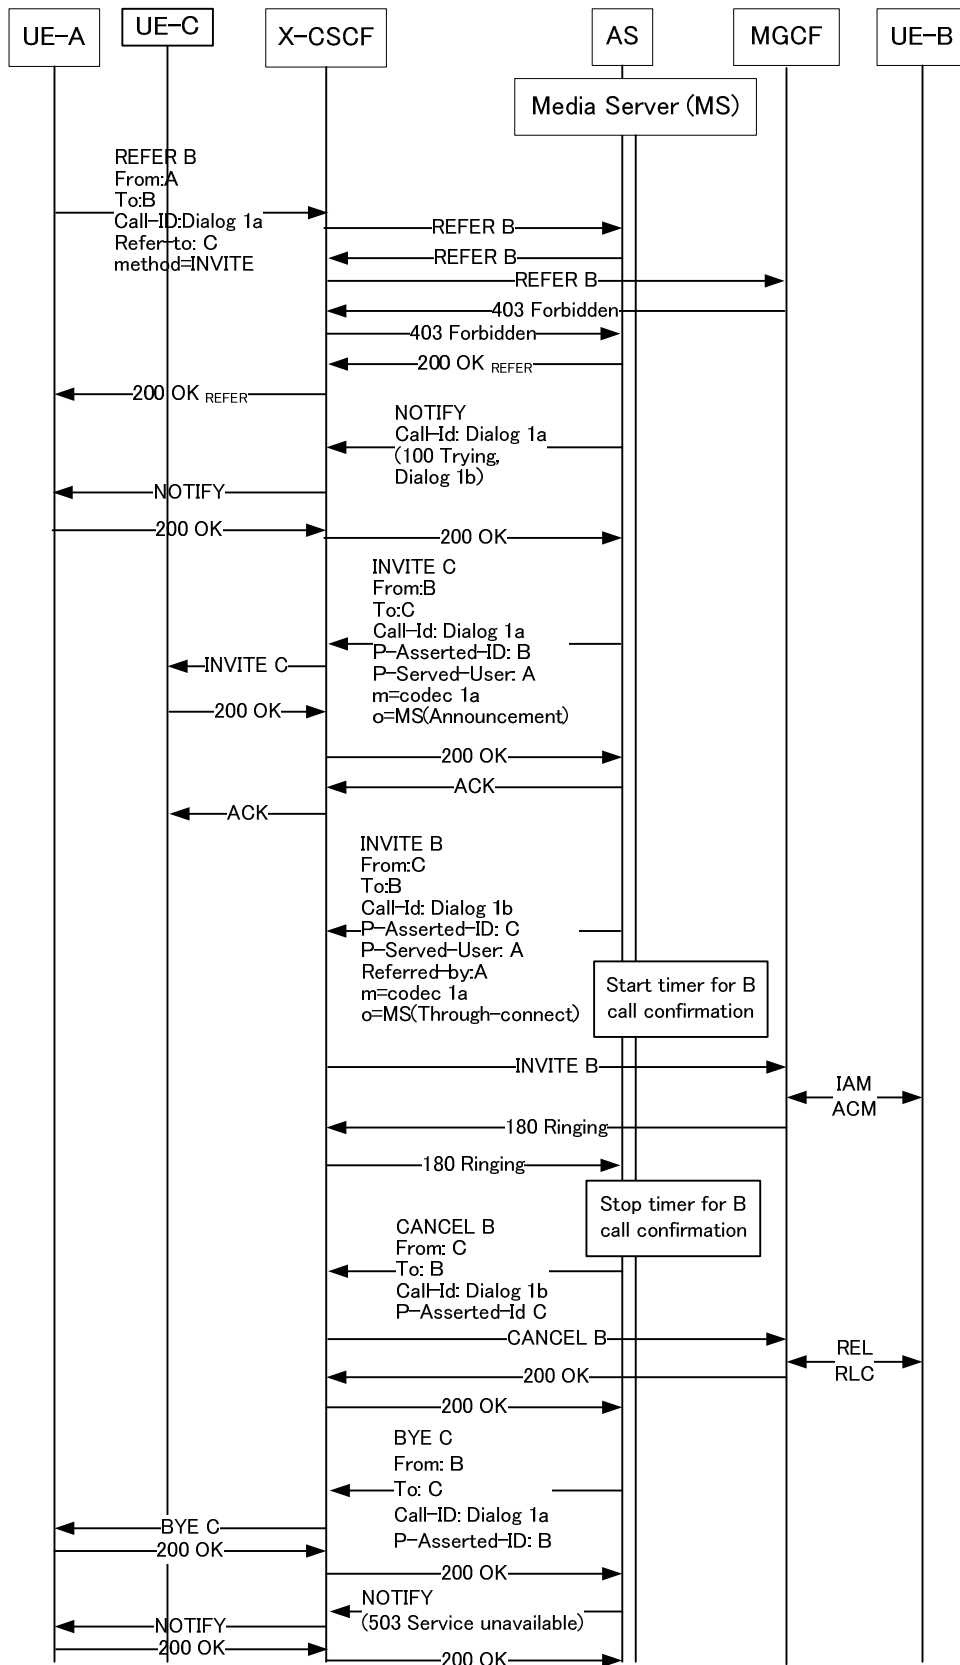 UE-A
UE-C
X-CSCF
AS
MGCF
UE-B
Media Server (MS)
REFER B
From:A
To:B
Call-ID:Dialog 1a
Refer-to: C
method=INVITE
REFER B
REFER B
REFER B
403 Forbidden
403 Forbidden
200 OK REFER
200 OK REFER
NOTIFY
Call-Id: Dialog 1a
(100 Trying,
Dialog 1b)
NOTIFY
200 OK
200 OK
INVITE C
From:B
To:C
Call-Id: Dialog 1a
P-Asserted-ID: B
P-Served-User: A
m=codec 1a
o=MS(Announcement)
INVITE C
200 OK
200 OK
ACK
ACK
INVITE B
From:C
To:B
Call-Id: Dialog 1b
P-Asserted-ID: C
P-Served-User: A
Referred-by:A
m=codec 1a
o=MS(Through-connect)
Start timer for B
call confirmation
INVITE B
IAM
ACM
180 Ringing
180 Ringing
Stop timer for B
call confirmation
CANCEL B
From: C
To: B
Call-Id: Dialog 1b
P-Asserted-Id C
CANCEL B
REL
RLC
200 OK
200 OK
BYE C
From: B
To: C
Call-ID: Dialog 1a
P-Asserted-ID: B
BYE C
200 OK
200 OK
NOTIFY
(503 Service unavailable)
NOTIFY
200 OK
200 OK